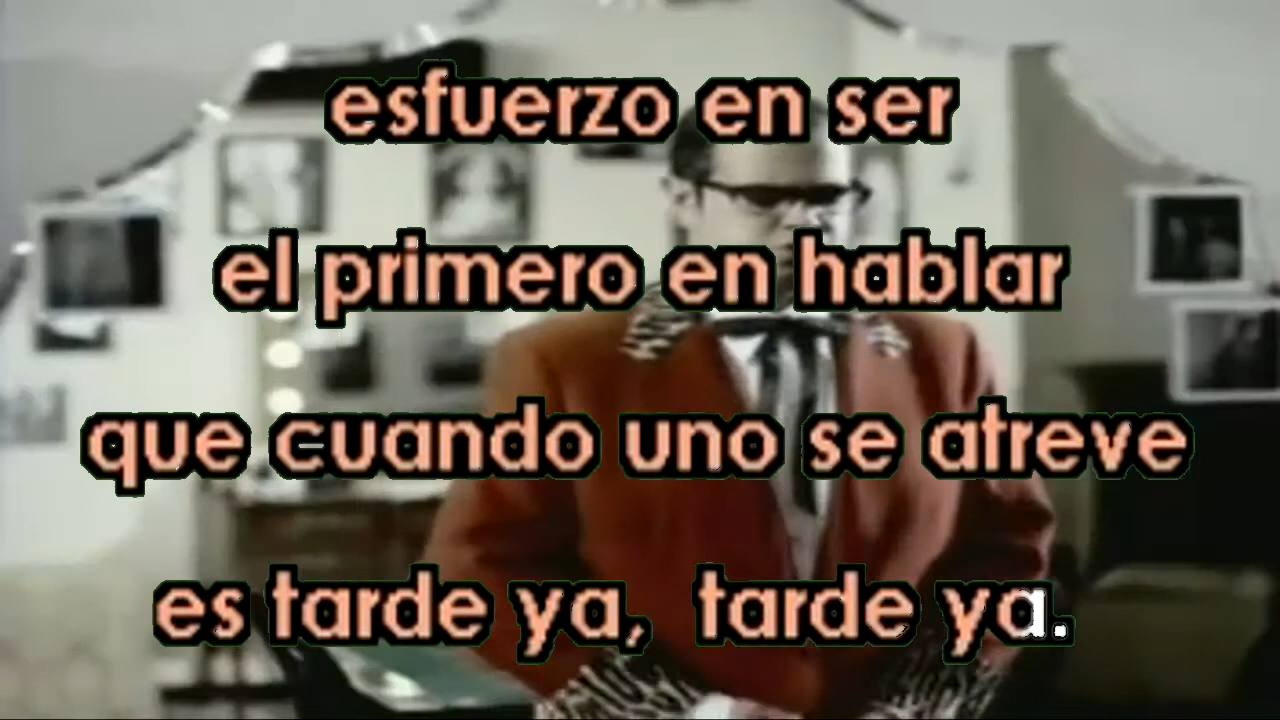 esfuerzo en ser
el primero en hablar
que cuando uno se atreve
es tarde ya, tarde ya.